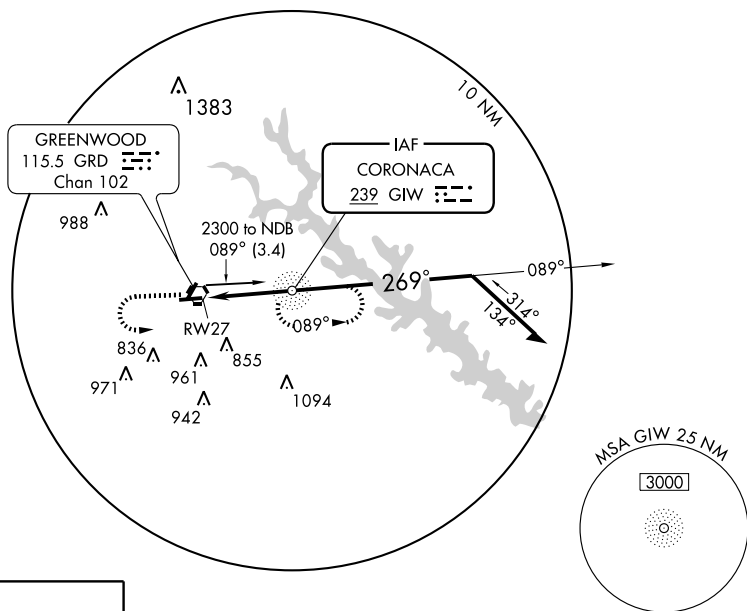 1383
10 NM
GREENWOOD
115.5 GRD
Chan 102
IAF
CORONACA
239 GIW
988
2300 to NDB
089° (3.4)
269°
089°
314°
134°
089°
RW27
836
855
971
961
942
1094
MSA GIW 25 NM
3000